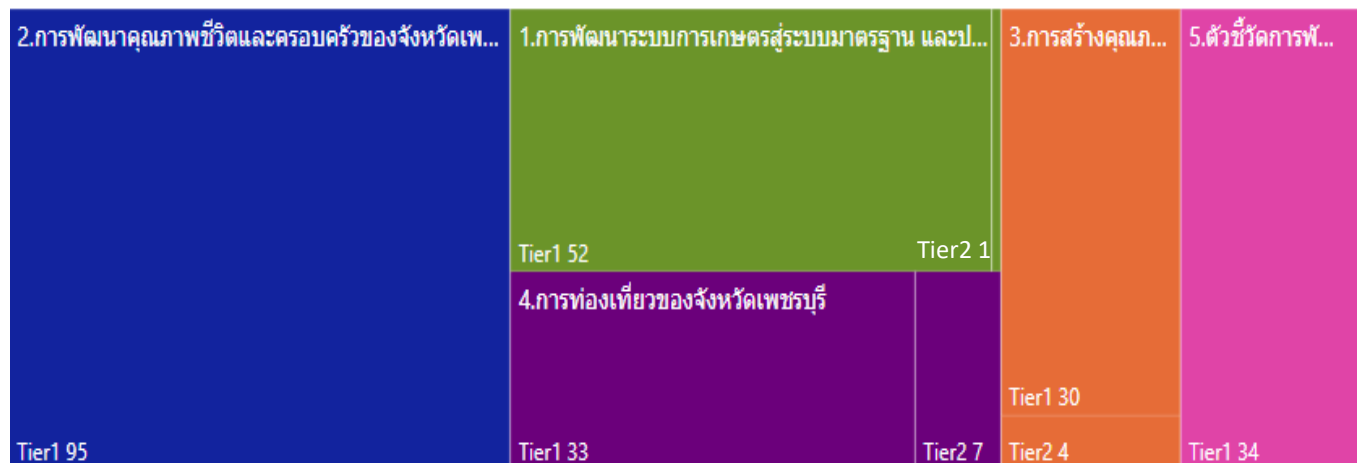 2.การพัฒนาคุณภาพชีวิตและครอบครัวของจังหวัดเพ...
Tier1 95
1.การพัฒนาระบบการเกษตรสู่ระบบมาตรฐาน และป...
Tier1 52
Tier2 1
4.การท่องเที่ยวของจังหวัดเพชรบุรี
Tier1 33
Tier2 7
3.การสร้างคุณภ...
Tier1 30
Tier2 4
5.ตัวชี้วัดการพั...
Tier1 34